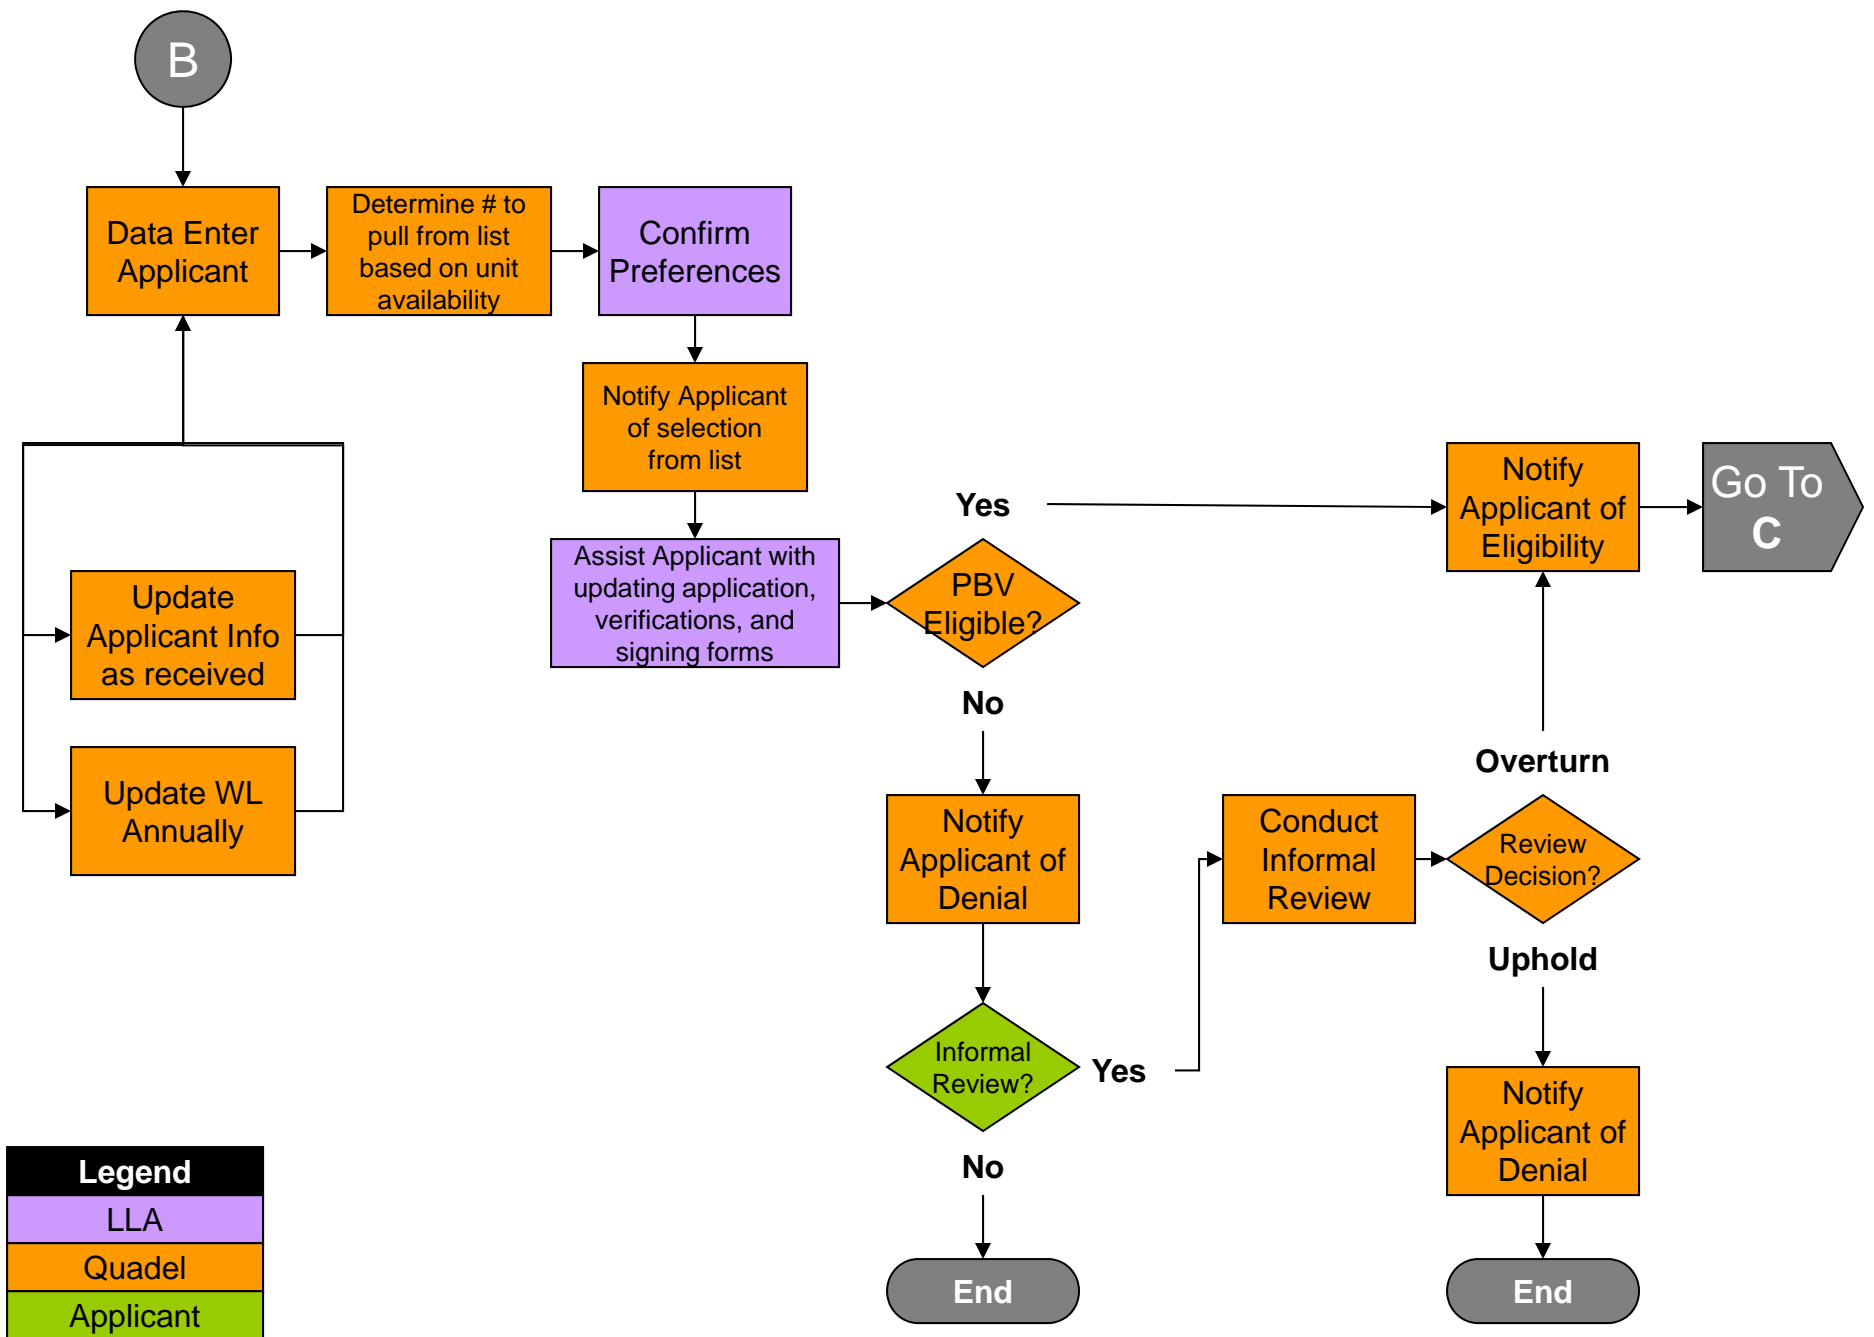 B
Data Enter
Applicant
Determine # to
pull from list
based on unit
availability
Confirm
Preferences
Notify Applicant
of selection
from list
Assist Applicant with
updating application,
verifications, and
signing forms
Update
Applicant Info
as received
Update WL
Annually
PBV
Eligible?
Yes
Notify
Applicant of
Eligibility
Go To
C
No
Notify
Applicant of
Denial
Informal
Review?
Yes
Conduct
Informal
Review
Review
Decision?
Overturn
Uphold
Notify
Applicant of
Denial
End
No
End
Legend
LLA
Quadel
Applicant